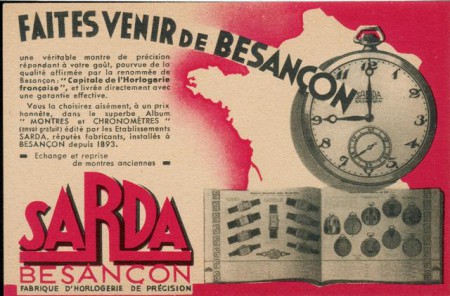 FAITES VENIR DE BESANÇON
une véritable montre de précision
répondant à votre goût, pourvue de la
qualité affirmée par la renommée de
Besançon : "Capitale de l'Horlogerie
française", et livrée directement avec
une garantie effective.
Vous la choisirez aisément, à un prix
honnête, dans le superbe Album
" MONTRES et CHRONOMÈTRES "
(envoi gratuit) édité par les Etablissements
SARDA, réputés fabricants, installés à
BESANÇON depuis 1893.
Echange et reprise
de montres anciennes
SARDA
BESANCON
FABRIQUE D'HORLOGERIE DE PRÉCISION
SARDA